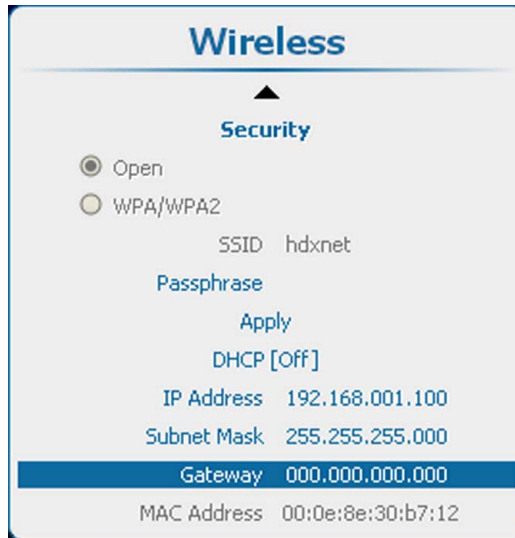 Wireless
Security
Open
WPA/WPA2
SSID hdxnet
Passphrase
Apply
DHCP [Off]
IP Address 192.168.001.100
Subnet Mask 255.255.255.000
Gateway 000.000.000.000
MAC Address 00:0e:8e:30:b7:12